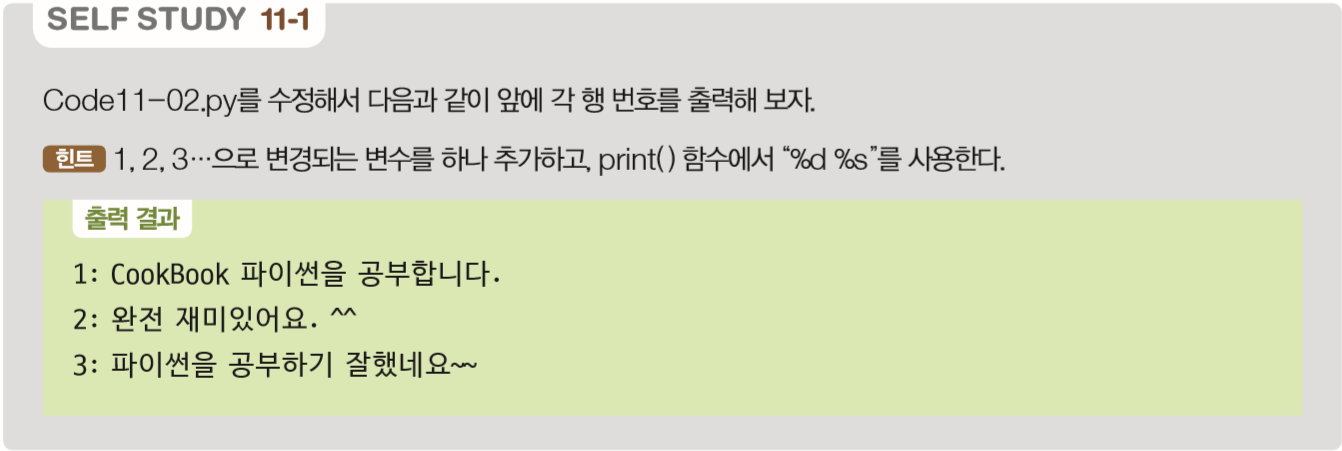 SELF STUDY 11-1
Code11-02.py를 수정해서 다음과 같이 앞에 각 행 번호를 출력해 보자.
힌트 1, 2, 3…으로 변경되는 변수를 하나 추가하고, print( ) 함수에서 “%d %s”를 사용한다.
출력 결과
1: CookBook 파이썬을 공부합니다.
2: 완전 재미있어요. ^^
3: 파이썬을 공부하기 잘했네요~~